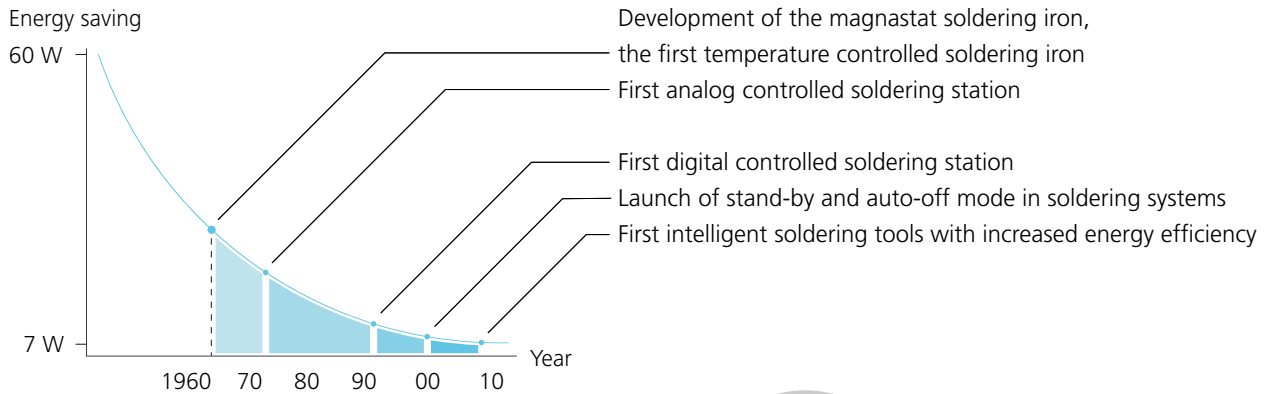 Energy saving
60 W
7 W
Development of the magnastat soldering iron,
the first temperature controlled soldering iron
First analog controlled soldering station
First digital controlled soldering station
Launch of stand-by and auto-off mode in soldering systems
First intelligent soldering tools with increased energy efficiency
Year
1960 70 80 90 00 10